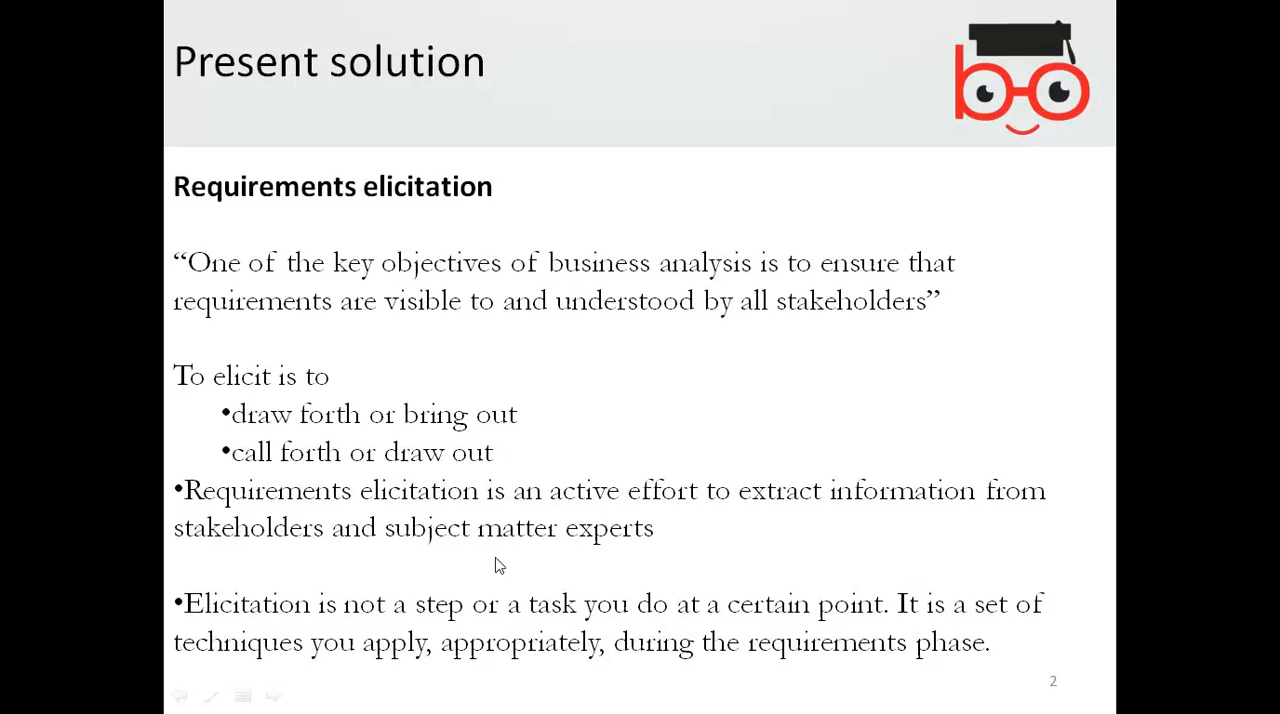 Present solution
Requirements elicitation
“One of the key objectives of business analysis is to ensure that
requirements are visible to and understood by all stakeholders”
To elicit is to
•draw forth or bring out
•call forth or draw out
•Requirements elicitation is an active effort to extract information from
stakeholders and subject matter experts
•Elicitation is not a step or a task you do at a certain point. It is a set of
techniques you apply, appropriately, during the requirements phase.
2